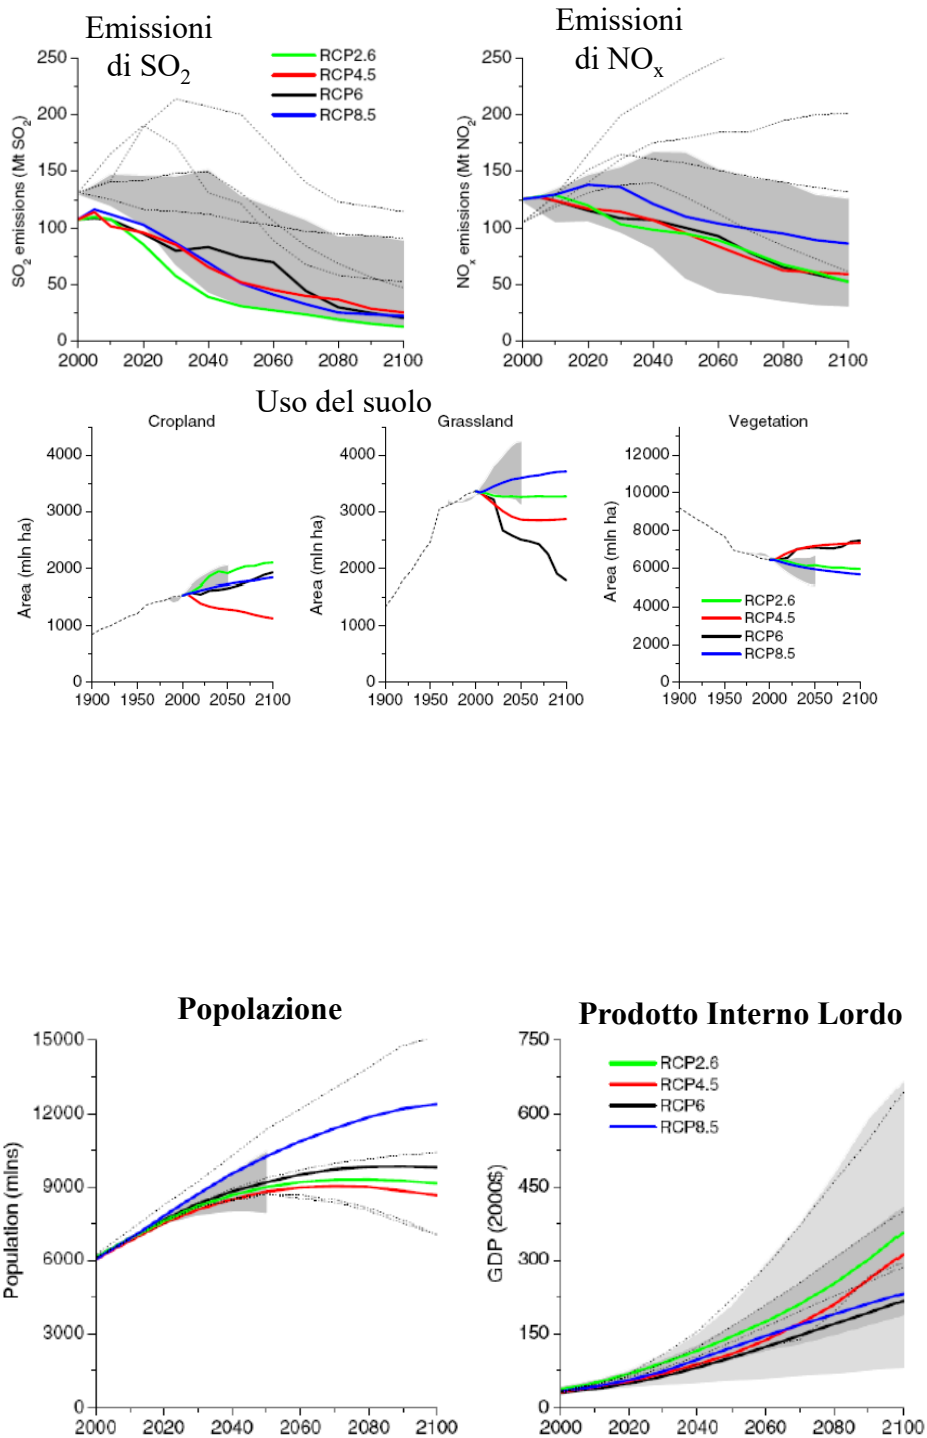 Emissioni
di SO2
250
200
150
100
50
0
SO2 emissions (Mt SO2)
2000 2020 2040 2060 2080 2100
RCP2.6
RCP4.5
RCP6
RCP8.5
Emissioni
di NOx
250
200
150
100
50
0
NOx emissions (Mt NO2)
2000 2020 2040 2060 2080 2100
Uso del suolo
Cropland
4000
3000
2000
1000
0
Area (mln ha)
1900 1950 2000 2050 2100
Grassland
4000
3000
2000
1000
0
Area (mln ha)
1900 1950 2000 2050 2100
Vegetation
12000
10000
8000
6000
4000
2000
0
Area (mln ha)
RCP2.6
RCP4.5
RCP6
RCP8.5
1900 1950 2000 2050 2100
Popolazione
15000
12000
9000
6000
3000
0
Population (mlns)
2000 2020 2040 2060 2080 2100
Prodotto Interno Lordo
750
600
450
300
150
0
GDP (2000$)
RCP2.6
RCP4.5
RCP6
RCP8.5
2000 2020 2040 2060 2080 2100